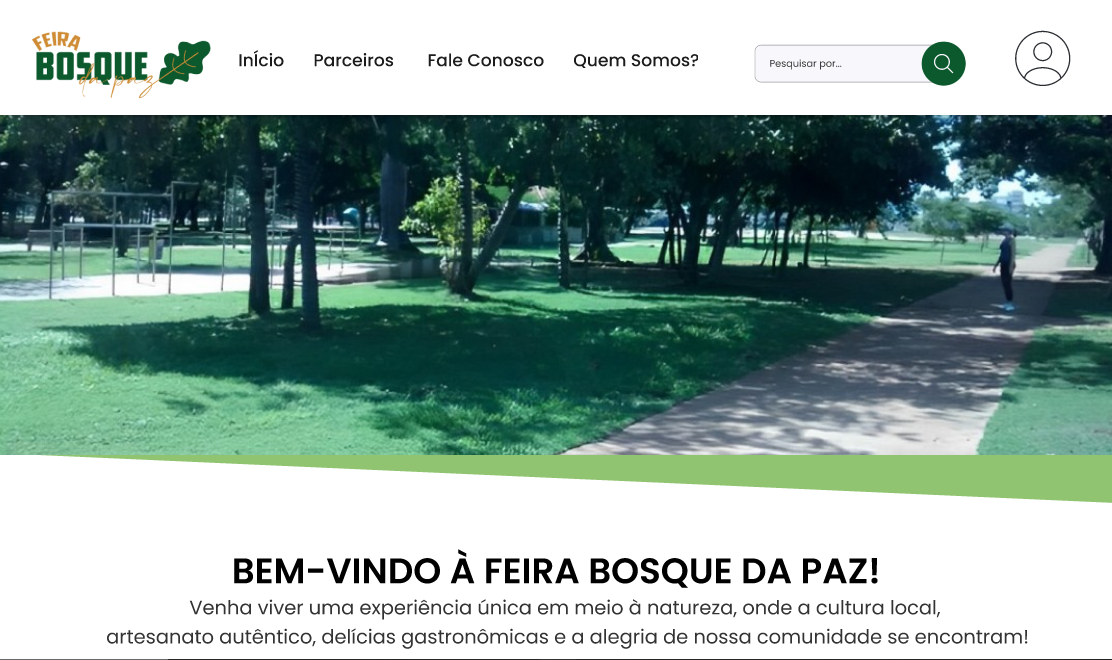 FEIRA
BOSQUE
da paz
InÍcio Parceiros Fale Conosco Quem Somos? Pesquisar por...
BEM-VINDO À FEIRA BOSQUE DA PAZ!
Venha viver uma experiência única em meio à natureza, onde a cultura local,
artesanato autêntico, delícias gastronômicas e a alegria de nossa comunidade se encontram!